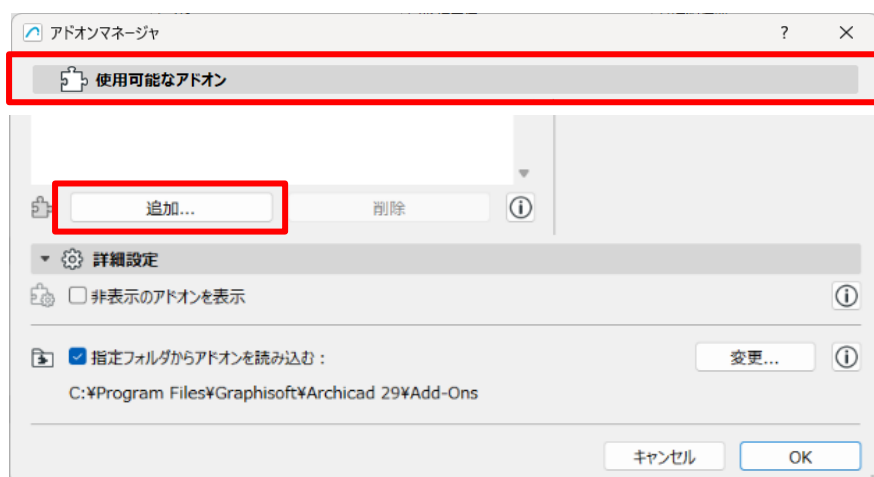 アドオンマネージャ ?
使用可能なアドオン
追加... 削除
詳細設定
非表示のアドオンを表示
指定フォルダからアドオンを読み込む： 変更...
C:¥Program Files¥Graphisoft¥Archicad 29¥Add-Ons
キャンセル OK